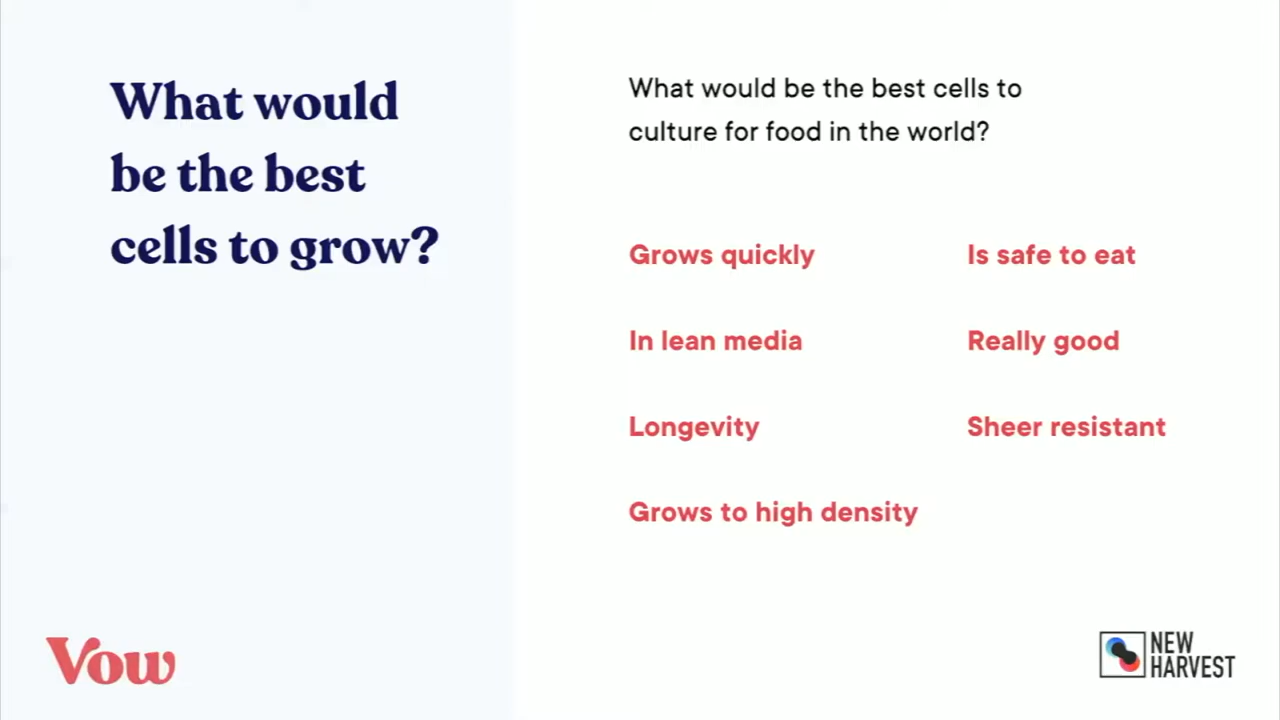 What would
be the best
cells to grow?
What would be the best cells to
culture for food in the world?
Grows quickly
Is safe to eat
In lean media
Really good
Longevity
Sheer resistant
Grows to high density
Vow
NEW
HARVEST